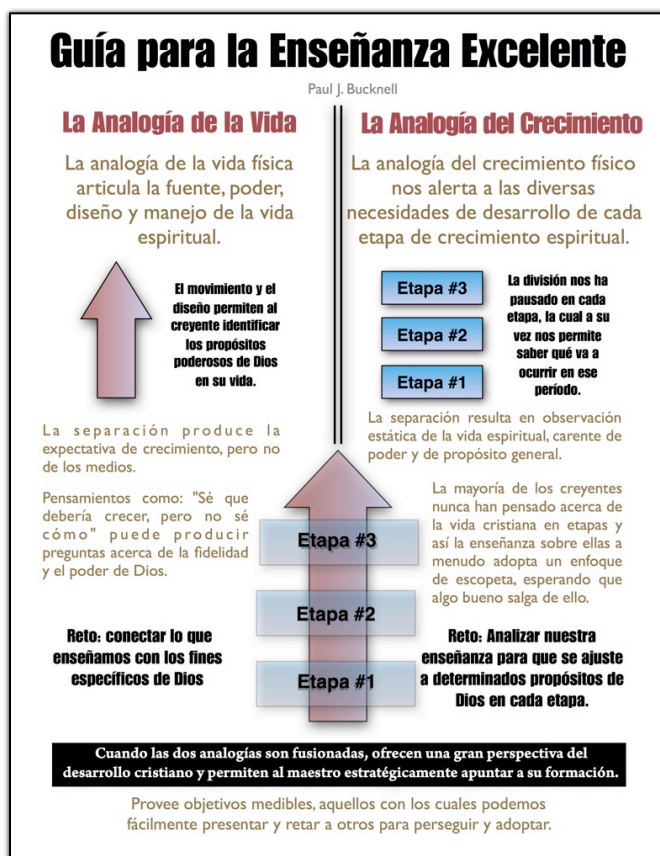 Guía para la Enseñanza Excelente
Paul J. Bucknell
La Analogía de la Vida
La analogía de la vida física
articula la fuente, poder,
diseño y manejo de la vida
espiritual.
El movimiento y el
diseño permiten al
creyente identificar
los propósitos
poderosos de Dios
en su vida.
La separación produce la
expectativa de crecimiento, pero no
de los medios.
Pensamientos como: "Sé que
debería crecer, pero no sé
cómo" puede producir
preguntas acerca de la fidelidad
y el poder de Dios.
Reto: conectar lo que
enseñamos con los fines
específicos de Dios
La Analogía del Crecimiento
La analogía del crecimiento físico
nos alerta a las diversas
necesidades de desarrollo de cada
etapa de crecimiento espiritual.
Etapa #3
Etapa #2
Etapa #1
La división nos ha
pausado en cada
etapa, la cual a su
vez nos permite
saber qué va a
ocurrir en ese
período.
La separación resulta en observación
estática de la vida espiritual, carente de
poder y de propósito general.
La mayoría de los creyentes
nunca han pensado acerca de
la vida cristiana en etapas y
así la enseñanza sobre ellas a
menudo adopta un enfoque
de escopeta, esperando que
algo bueno salga de ello.
Reto: Analizar nuestra
enseñanza para que se ajuste
a determinados propósitos de
Dios en cada etapa.
Etapa #3
Etapa #2
Etapa #1
Cuando las dos analogías son fusionadas, ofrecen una gran perspectiva del
desarrollo cristiano y permiten al maestro estratégicamente apuntar a su formación.
Provee objetivos medibles, aquellos con los cuales podemos
fácilmente presentar y retar a otros para perseguir y adoptar.